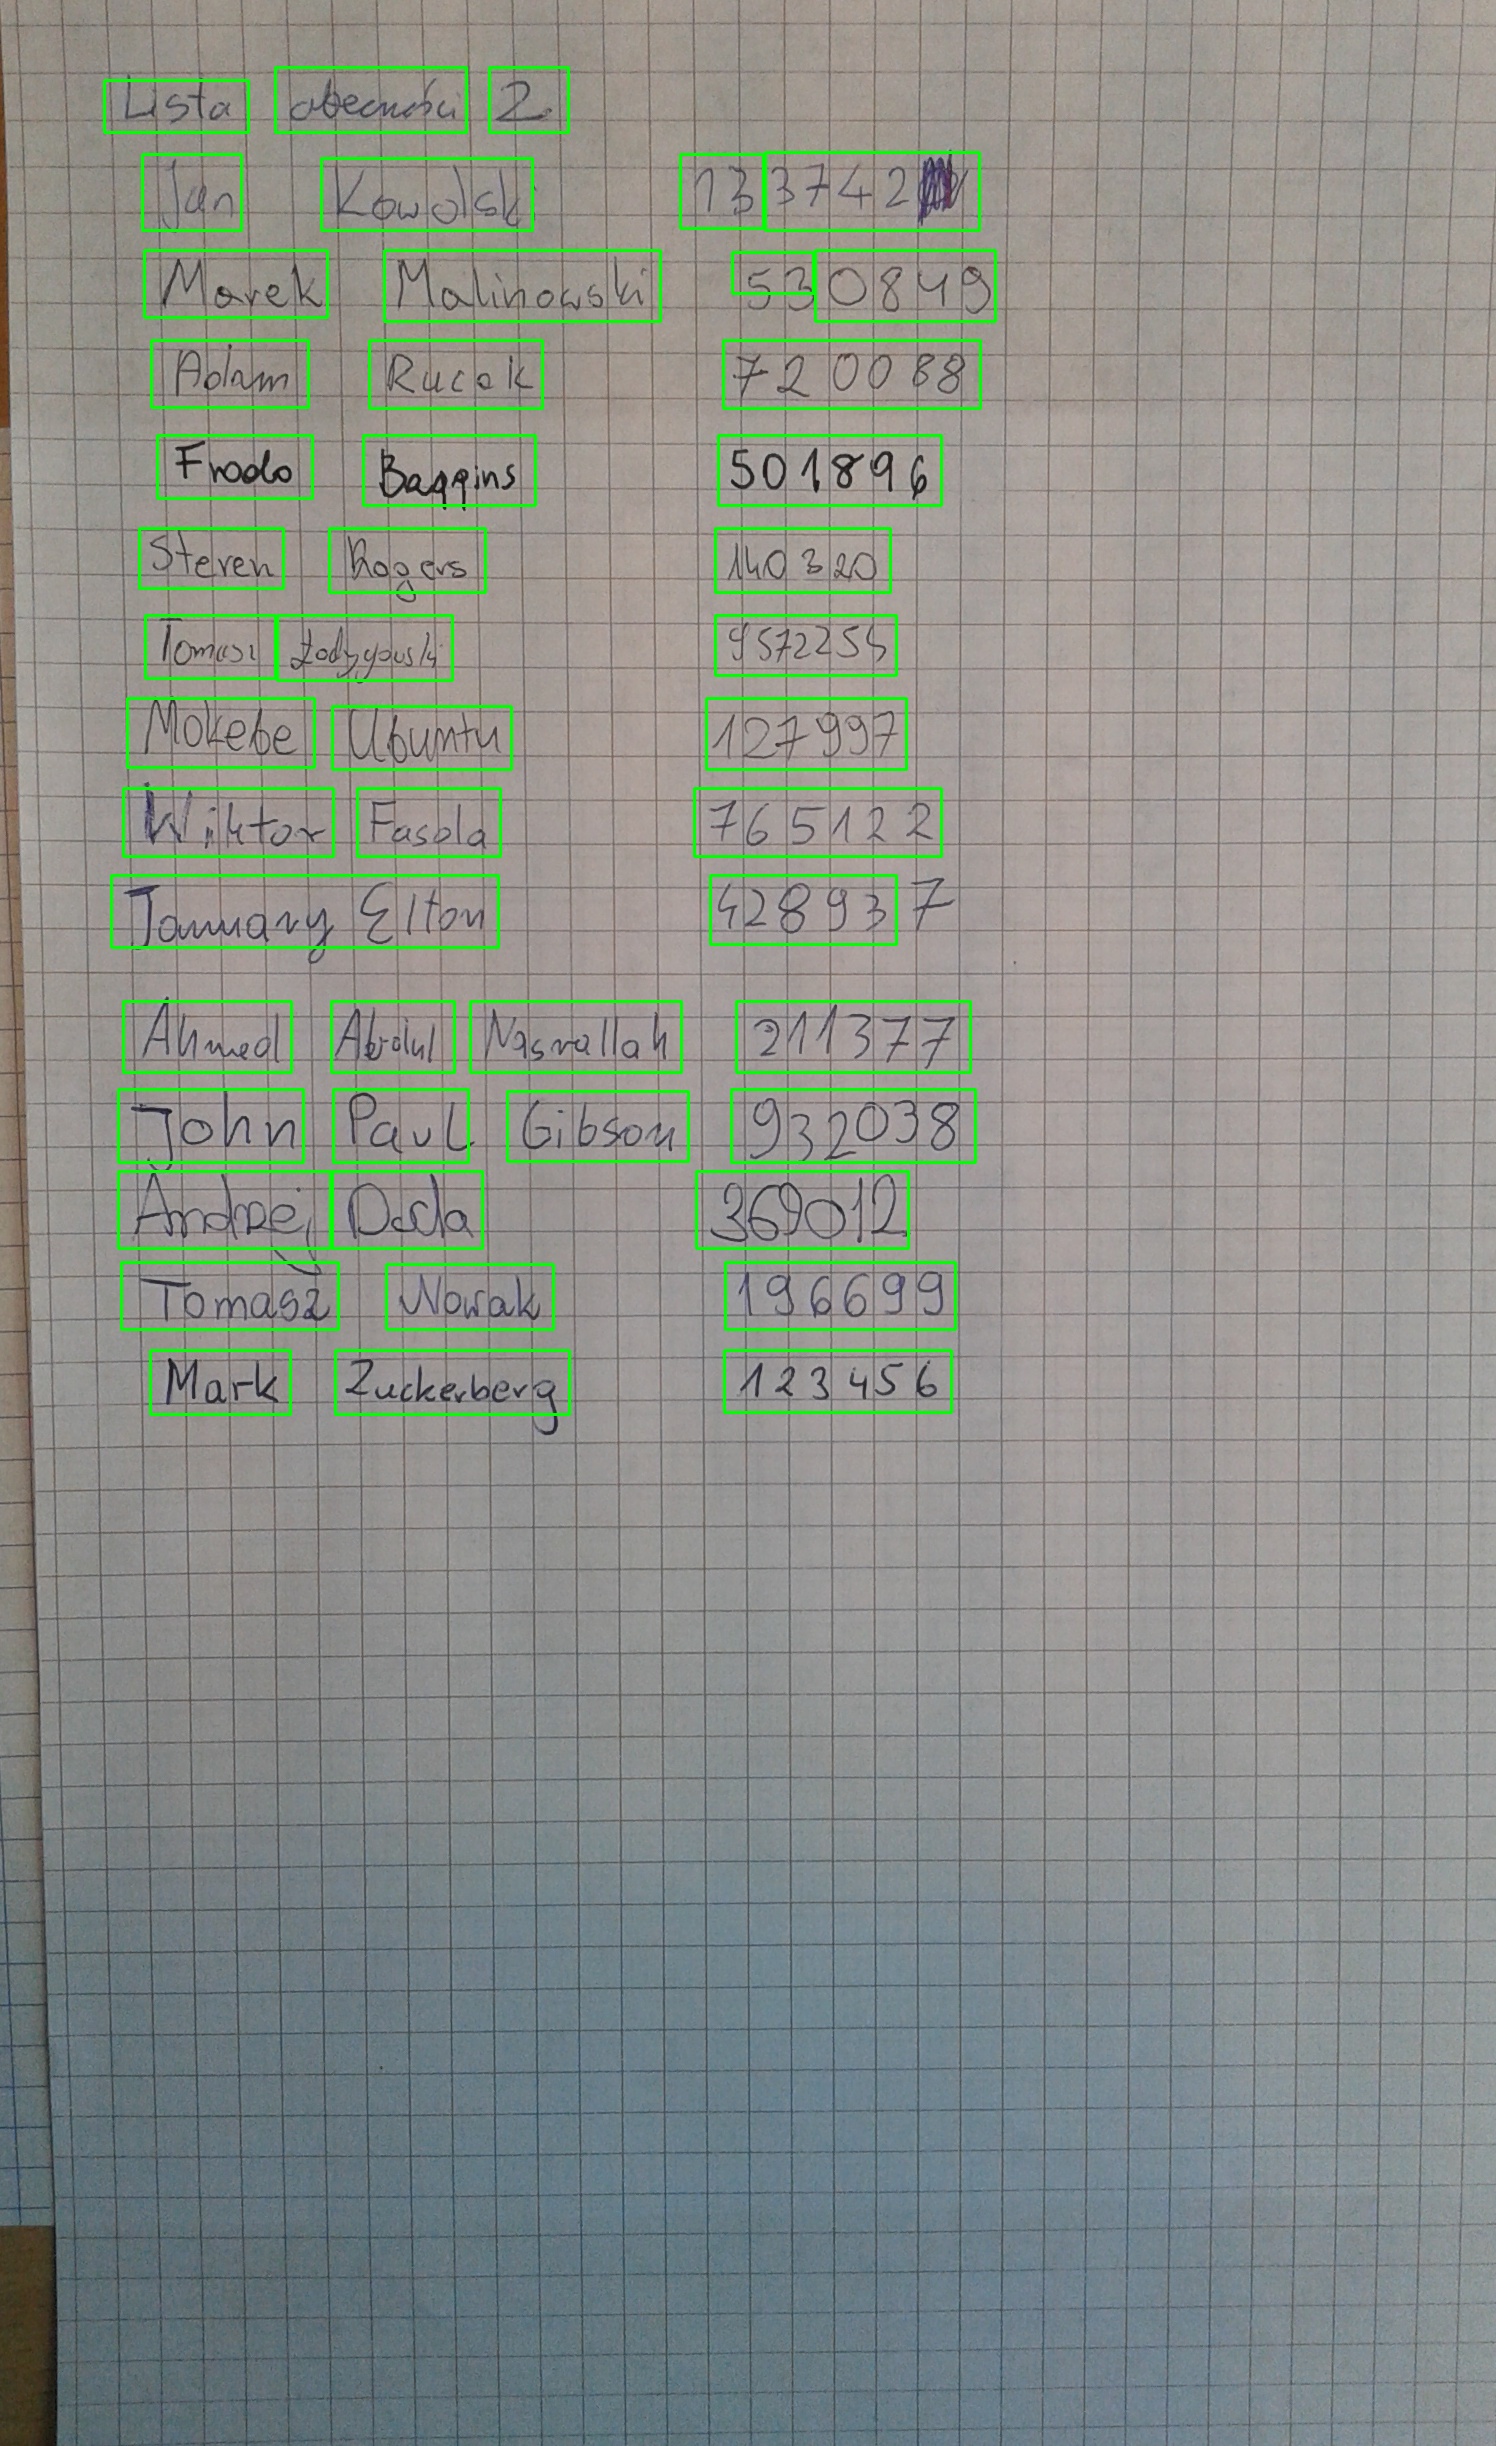 Lista obecności 2
Jan Kowalski 133742
Marek Malinowski 530849
Adam Rucak 720088
Frodo Baggins 501896
Steven Rogers 140320
Tomasz 9572254
Mokebe Ubuntu 127997
Wiktor Fasola 765122
January Elton 428937
Ahmed Abdul Nasrallah 211377
John Paul Gibson 932038
Andrzej Duda 369012
Tomasz Nowak 196699
Mark Zuckerberg 123456